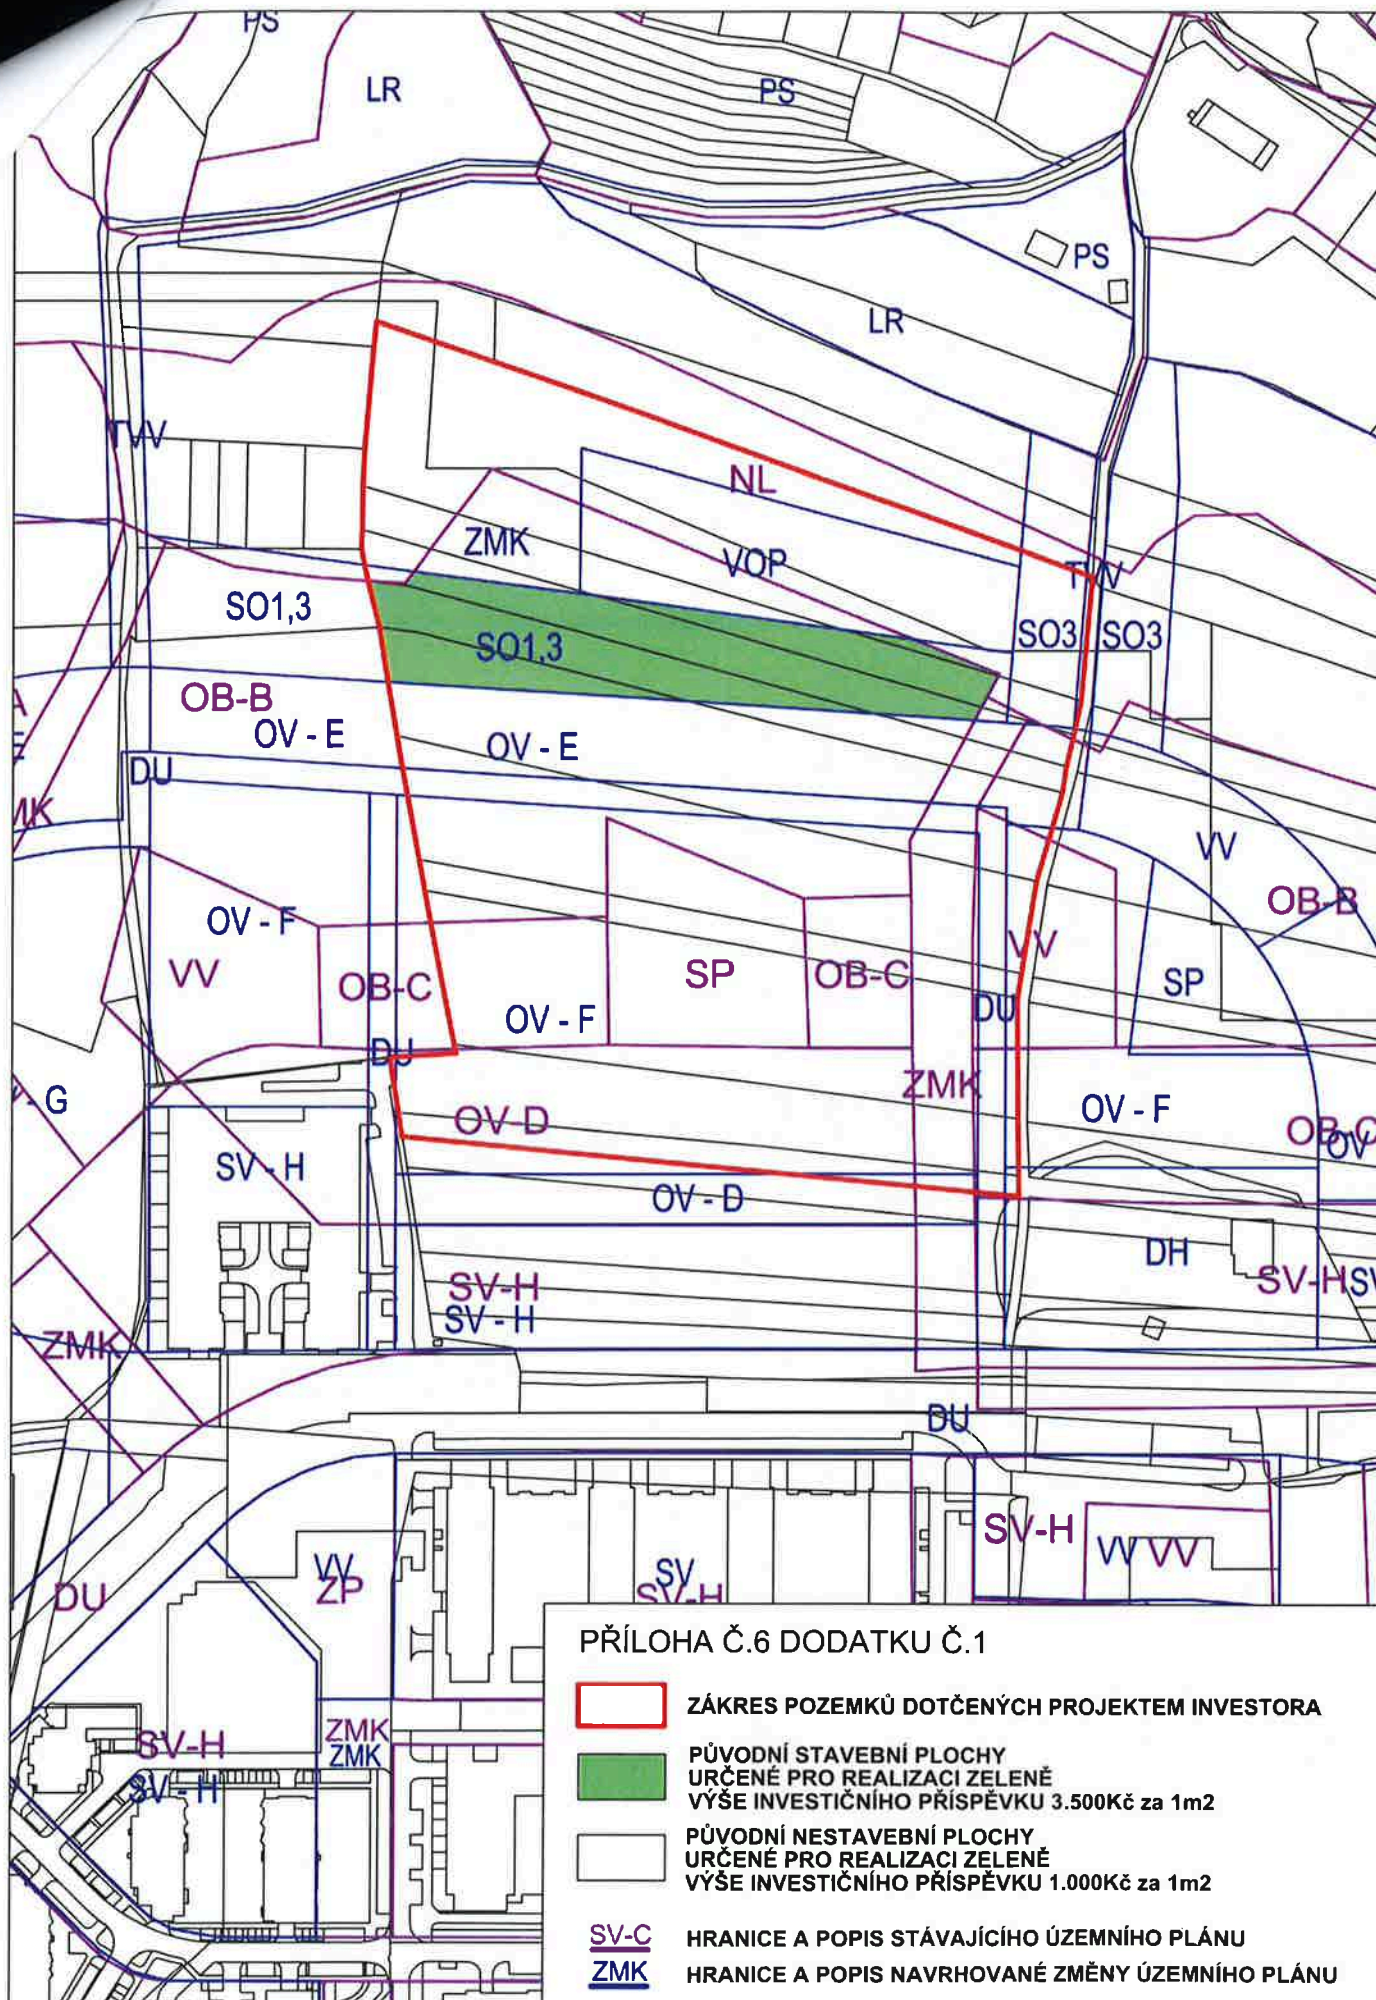 PS
LR
PS
PS
LR
TVV
NL
ZMK
VOP
TVV
SO1,3
SO1,3
SO3
SO3
OB-B
OV - E
OV - E
DU
MK
VV
OB-B
OV - F
VV
VV
OB-C
SP
OB-C
SP
DU
OV - F
DU
ZMK
- G
OV-D
OV - F
OB-C
OV
SV - H
OV - D
DH
SV-H
SV-H
SV - H
ZMK
DU
SV-H
VV
VV
VV
ZP
SV
SV-H
DU
SV-H
SV - H
ZMK
ZMK
PŘÍLOHA Č.6 DODATKU Č.1
ZÁKRES POZEMKŮ DOTČENÝCH PROJEKTEM INVESTORA
PŮVODNÍ STAVEBNÍ PLOCHY
URČENÉ PRO REALIZACI ZELENĚ
VÝŠE INVESTIČNÍHO PŘÍSPĚVKU 3.500Kč za 1m2
PŮVODNÍ NESTAVEBNÍ PLOCHY
URČENÉ PRO REALIZACI ZELENĚ
VÝŠE INVESTIČNÍHO PŘÍSPĚVKU 1.000Kč za 1m2
SV-C HRANICE A POPIS STÁVAJÍCÍHO ÚZEMNÍHO PLÁNU
ZMK HRANICE A POPIS NAVRHOVANÉ ZMĚNY ÚZEMNÍHO PLÁNU